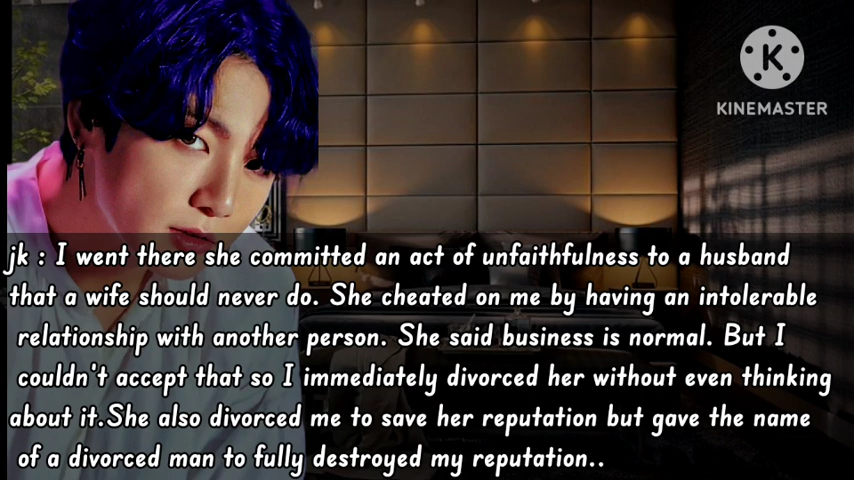 K
KINEMASTER
jk : I went there she committed an act of unfaithfulness to a husband
that a wife should never do. She cheated on me by having an intolerable
relationship with another person. She said business is normal. But I
couldn't accept that so I immediately divorced her without even thinking
about it.She also divorced me to save her reputation but gave the name
of a divorced man to fully destroyed my reputation..